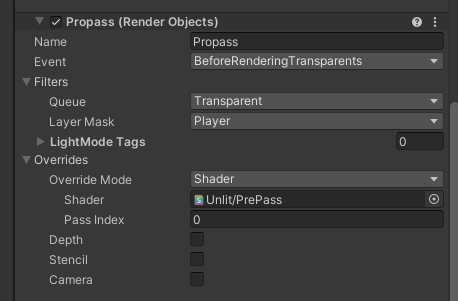 Propass (Render Objects)
Name Propass
Event BeforeRenderingTransparents
Filters
Queue Transparent
Layer Mask Player
LightMode Tags 0
Overrides
Override Mode Shader
Shader Unlit/PrePass
Pass Index 0
Depth
Stencil
Camera